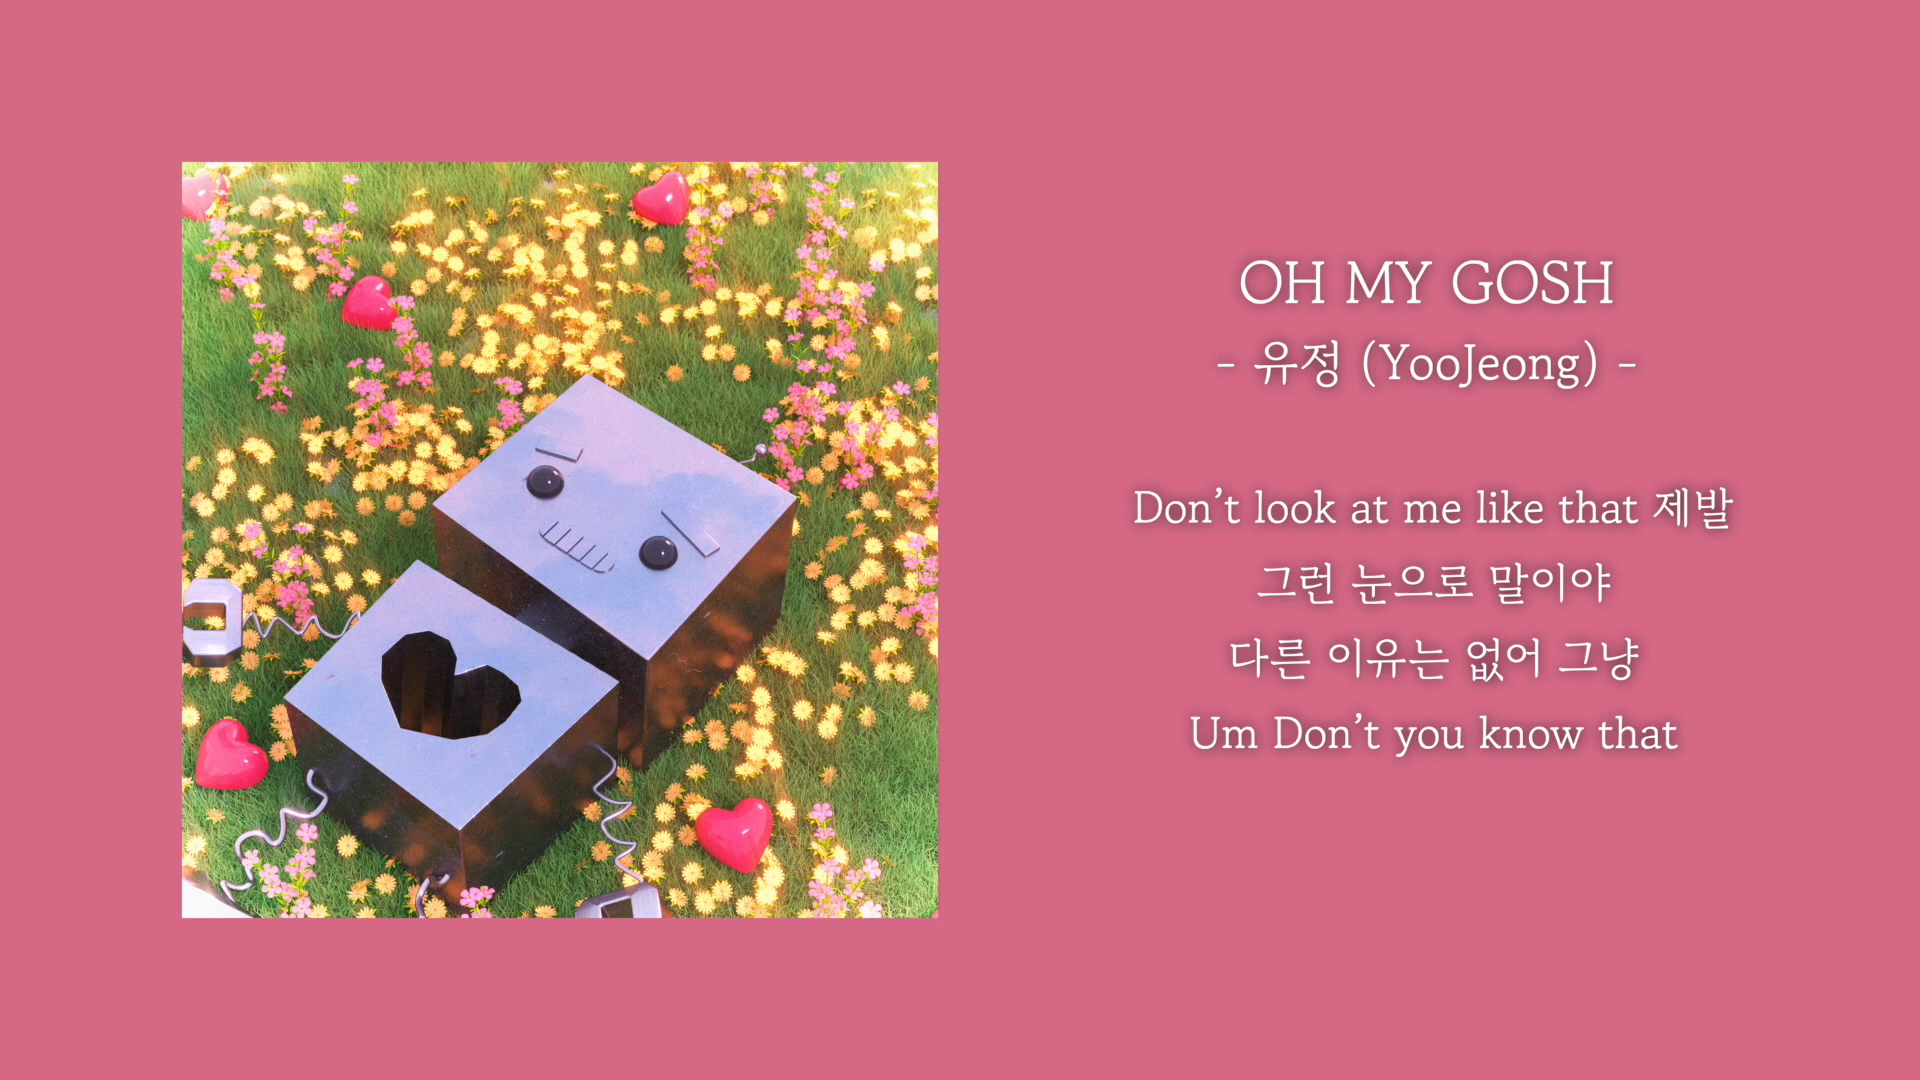 OH MY GOSH
- 유정 (YooJeong) -
Don’t look at me like that 제발
그런 눈으로 말이야
다른 이유는 없어 그냥
Um Don’t you know that